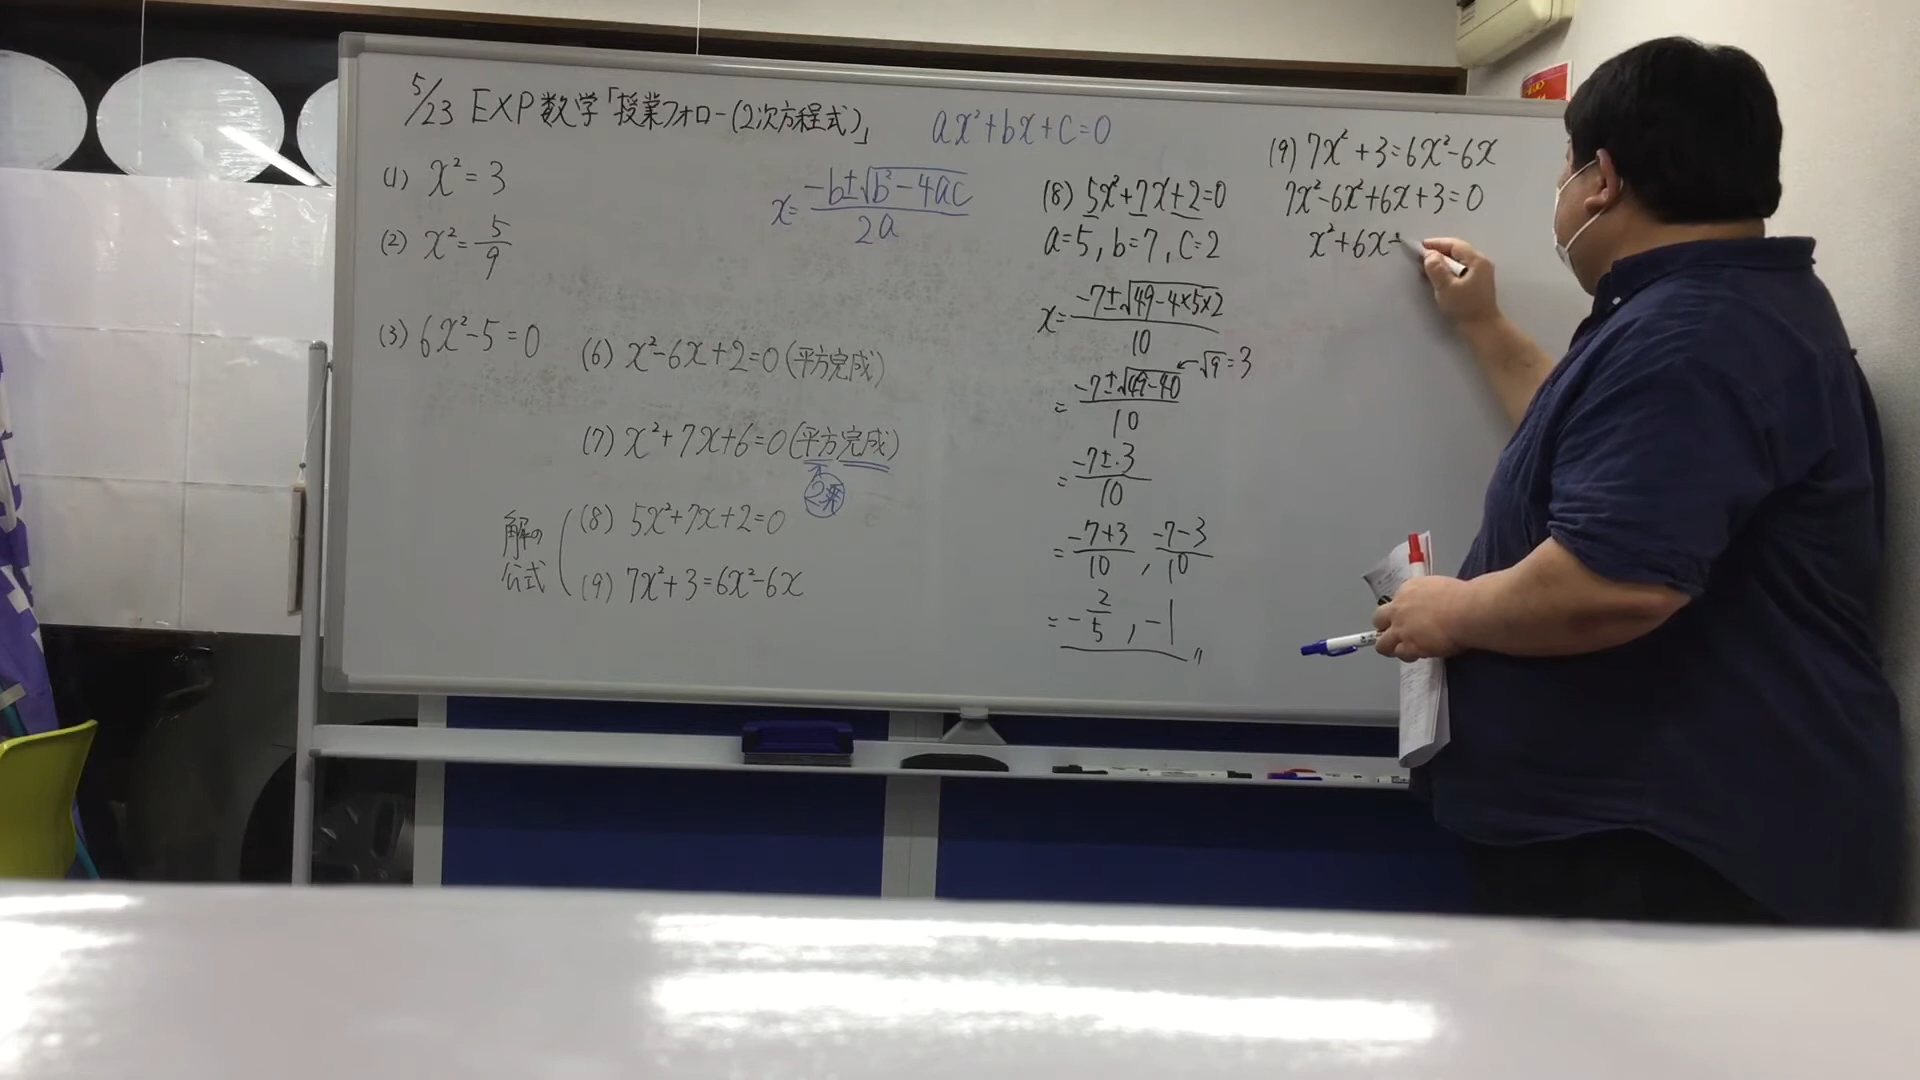 5/23 EXP 数学「授業フォロー(2次方程式)」
ax²+bx+c=0
x=(-b±√(b²-4ac))/2a
(1) x²=3
(2) x²=5/9
(3) 6x²-5=0
(6) x²-6x+2=0(平方完成)
(7) x²+7x+6=0(平方完成)
2乗
解の公式
(8) 5x²+7x+2=0
(9) 7x²+3=6x²-6x
(8) 5x²+7x+2=0
a=5, b=7, c=2
x=(-7±√(49-4×5×2))/10
=(-7±√(49-40))/10 ←√9=3
=(-7±3)/10
=(-7+3)/10, (-7-3)/10
=-2/5, -1
(9) 7x²+3=6x²-6x
7x²-6x²+6x+3=0
x²+6x+